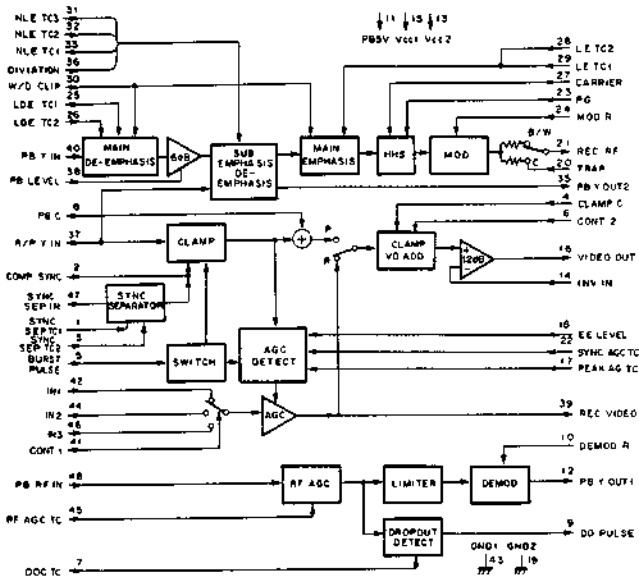 31
NLE TC3
32
NLE TC2
33
NLE TC1
36
DIVIATION
30
W/D CLIP
25
LDE TC1
26
LDE TC2
40
PB Y IN
38
PB LEVEL
8
PB C
37
R/P Y IN
2
COMP SYNC
47
SYNC
SEP IN
SYNC
SEP TC1
1
SYNC
SEP TC2
3
BURST
PULSE
5
42
IN1
44
IN2
46
IN3
41
CONT 1
48
PB RF IN
45
RF AGC TC
7
DOC TC
11 15 13
PB5V Vcc1 Vcc2
MAIN
DE-EMPHASIS
6dB
SUB
EMPHASIS
DE-
EMPHASIS
MAIN
EMPHASIS
HHS
MOD
B/W
C
CLAMP
+
P
R
CLAMP
VD ADD
+
12dB
-
SYNC
SEPARATOR
SWITCH
AGC
DETECT
AGC
RF AGC
LIMITER
DEMOD
DROPOUT
DETECT
GND1 GND2
43 19
28
LE TC2
29
LE TC1
27
CARRIER
23
PG
24
MOD R
21
REC RF
20
TRAP
35
PB Y OUT2
4
CLAMP C
6
CONT 2
16
VIDEO OUT
14
INV IN
18
EE LEVEL
22
SYNC AGC TC
17
PEAK AG TC
39
REC VIDEO
10
DEMOD R
12
PB Y OUT1
9
DO PULSE